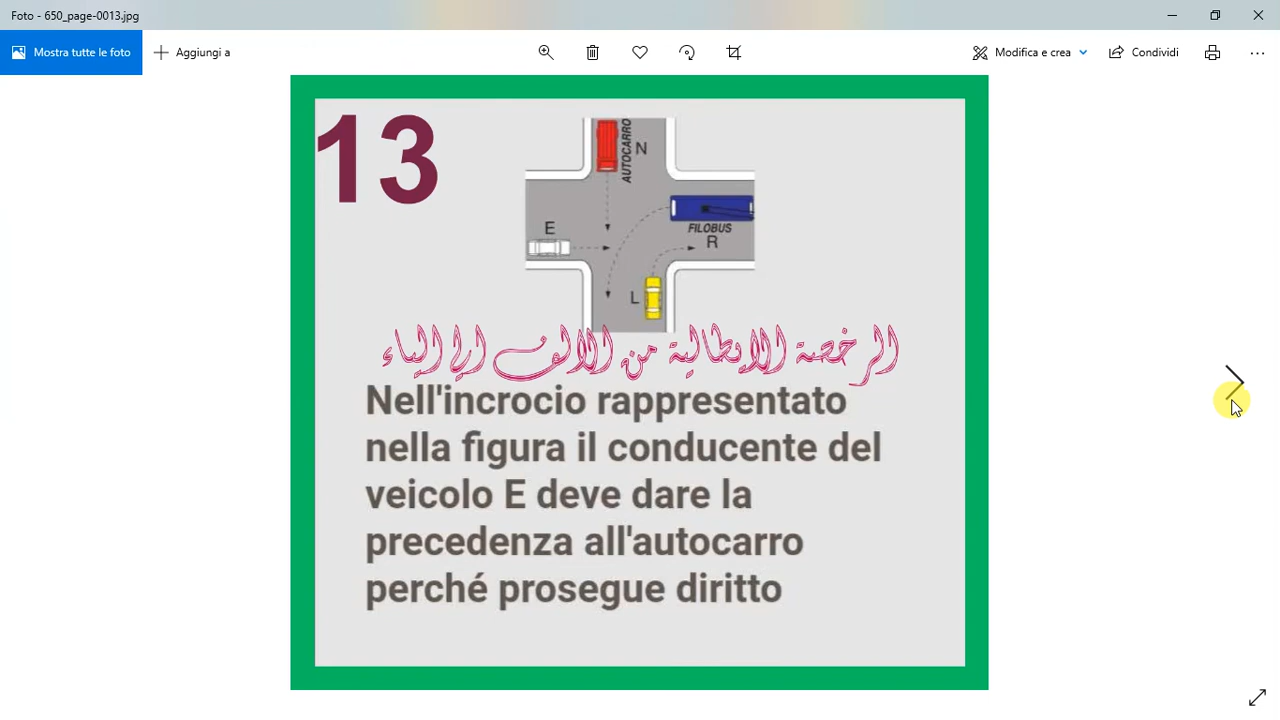 Foto - 650_page-0013.jpg
Mostra tutte le foto
Aggiungi a
Modifica e crea
Condividi
13
AUTOCARRO
N
E
FILOBUS
R
L
الرخصة الايطالية من الالف الى الياء
Nell'incrocio rappresentato
nella figura il conducente del
veicolo E deve dare la
precedenza all'autocarro
perché prosegue diritto